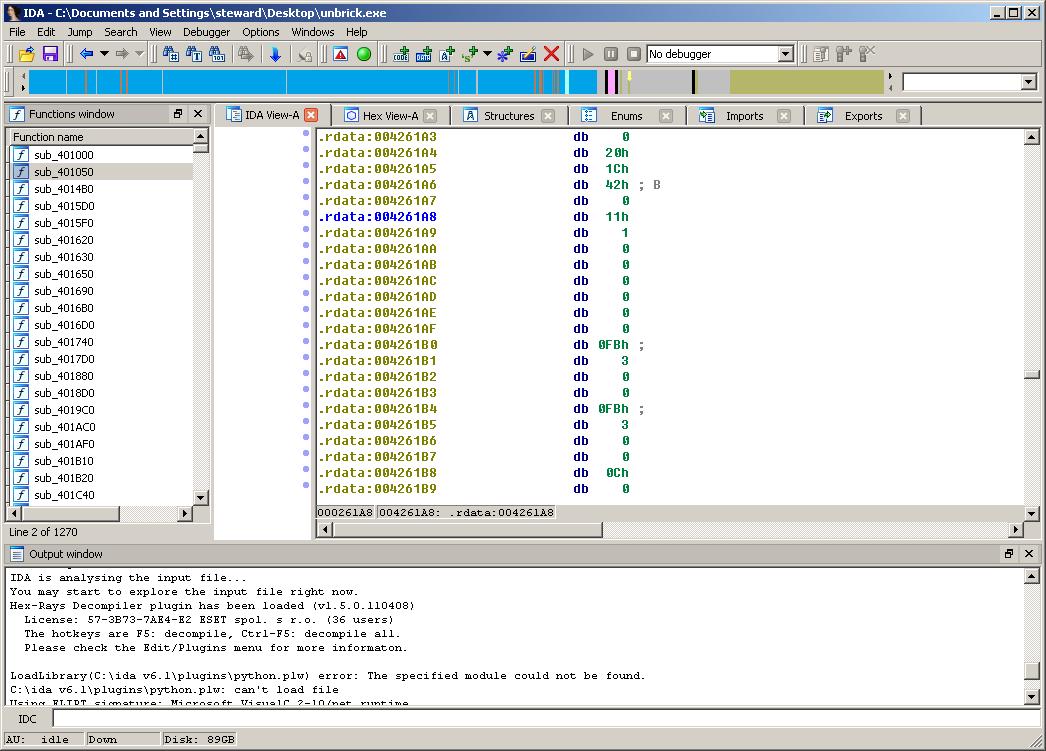 IDA - C:\Documents and Settings\steward\Desktop\unbrick.exe
File Edit Jump Search View Debugger Options Windows Help
No debugger
Functions window
IDA View-A Hex View-A Structures Enums Imports Exports
Function name
sub_401000
sub_401050
sub_4014B0
sub_4015D0
sub_4015F0
sub_401620
sub_401630
sub_401650
sub_401690
sub_4016B0
sub_4016D0
sub_401740
sub_4017D0
sub_401880
sub_4018D0
sub_4019C0
sub_401AC0
sub_401AF0
sub_401B10
sub_401B20
sub_401C40
Line 2 of 1270
.rdata:004261A3 db 0
.rdata:004261A4 db 20h
.rdata:004261A5 db 1Ch
.rdata:004261A6 db 42h ; B
.rdata:004261A7 db 0
.rdata:004261A8 db 11h
.rdata:004261A9 db 1
.rdata:004261AA db 0
.rdata:004261AB db 0
.rdata:004261AC db 0
.rdata:004261AD db 0
.rdata:004261AE db 0
.rdata:004261AF db 0
.rdata:004261B0 db 0FBh ;
.rdata:004261B1 db 3
.rdata:004261B2 db 0
.rdata:004261B3 db 0
.rdata:004261B4 db 0FBh ;
.rdata:004261B5 db 3
.rdata:004261B6 db 0
.rdata:004261B7 db 0
.rdata:004261B8 db 0Ch
.rdata:004261B9 db 0
000261A8 004261A8: .rdata:004261A8
Output window
IDA is analysing the input file...
You may start to explore the input file right now.
Hex-Rays Decompiler plugin has been loaded (v1.5.0.110408)
License: 57-3B73-7AE4-E2 ESET spol. s r.o. (36 users)
The hotkeys are F5: decompile, Ctrl-F5: decompile all.
Please check the Edit/Plugins menu for more informaton.
LoadLibrary(C:\ida v6.1\plugins\python.plw) error: The specified module could not be found.
C:\ida v6.1\plugins\python.plw: can't load file
Using FLIRT signature: Microsoft VisualC 2-10/net runtime
IDC
AU: idle Down Disk: 89GB